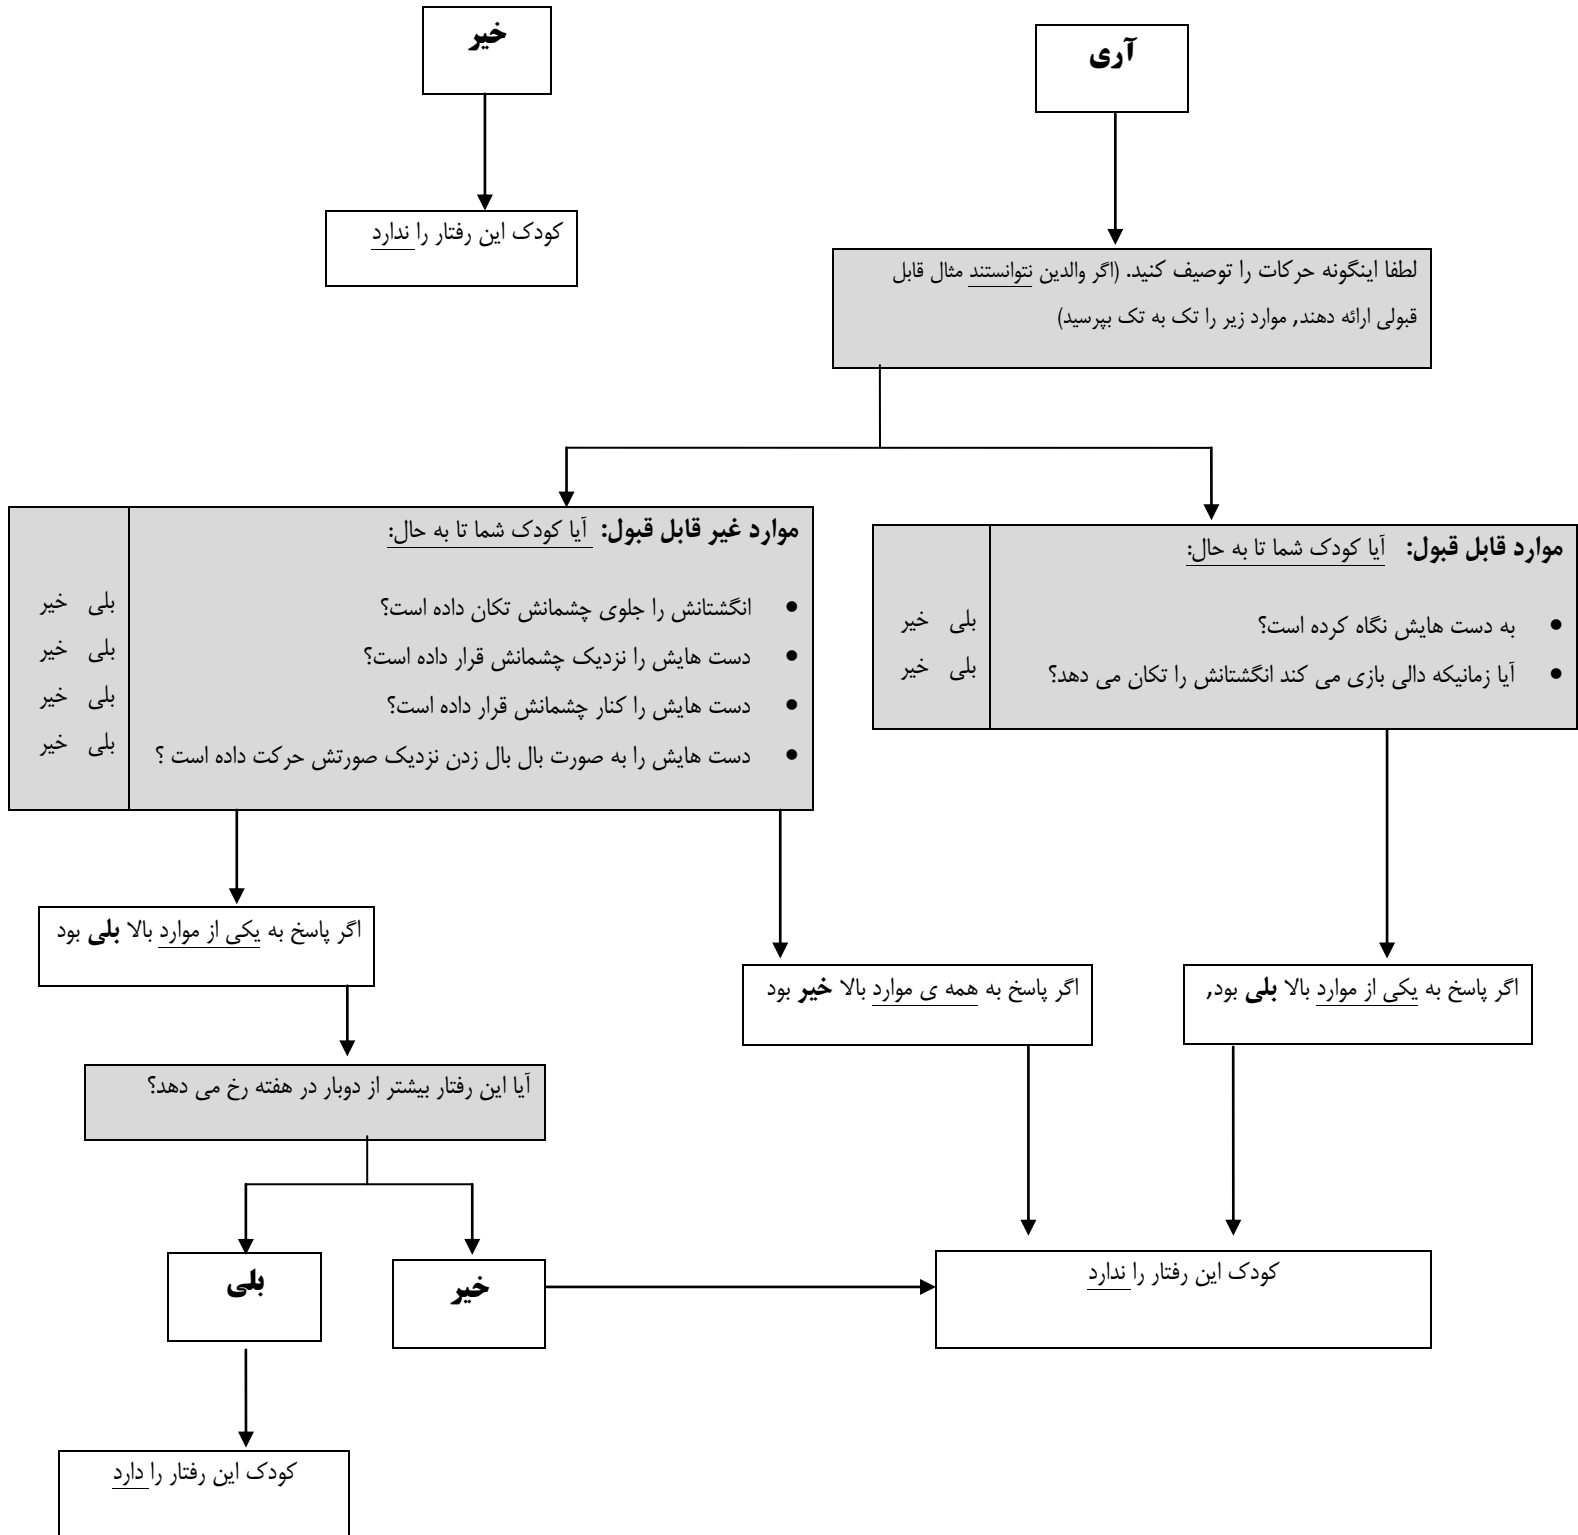 خیر
آری
کودک این رفتار را ندارد
لطفا اینگونه حرکات را توصیف کنید. (اگر والدین نتوانستند مثال قابل
قبولی ارائه دهند, موارد زیر را تک به تک بپرسید)
موارد قابل قبول: آیا کودک شما تا به حال:
● به دست هایش نگاه کرده است؟ بلی خیر
● آیا زمانیکه دالی بازی می کند انگشتانش را تکان می دهد؟ بلی خیر
موارد غیر قابل قبول: آیا کودک شما تا به حال:
● انگشتانش را جلوی چشمانش تکان داده است؟ بلی خیر
● دست هایش را نزدیک چشمانش قرار داده است؟ بلی خیر
● دست هایش را کنار چشمانش قرار داده است؟ بلی خیر
● دست هایش را به صورت بال بال زدن نزدیک صورتش حرکت داده است ؟ بلی خیر
اگر پاسخ به یکی از موارد بالا بلی بود,
اگر پاسخ به همه ی موارد بالا خیر بود
اگر پاسخ به یکی از موارد بالا بلی بود
آیا این رفتار بیشتر از دوبار در هفته رخ می دهد؟
خیر
بلی
کودک این رفتار را ندارد
کودک این رفتار را دارد